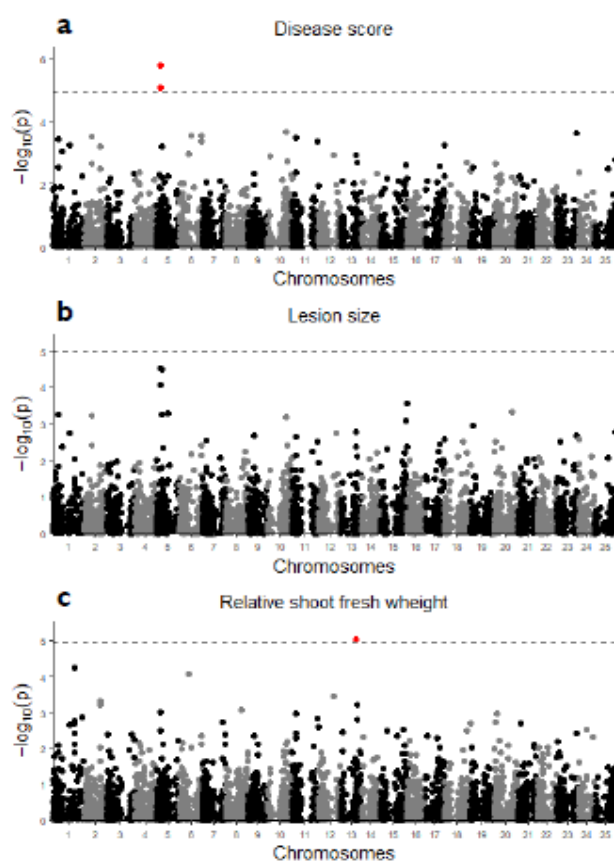 a
Disease score
6
4
2
0
−log10(p)
1 2 3 4 5 6 7 8 9 10 11 12 13 14 15 16 17 18 19 20 21 22 23 24 25
Chromosomes
b
Lesion size
5
4
3
2
1
0
−log10(p)
1 2 3 4 5 6 7 8 9 10 11 12 13 14 15 16 17 18 19 20 21 22 23 24 25
Chromosomes
c
Relative shoot fresh wheight
5
4
3
2
1
0
−log10(p)
1 2 3 4 5 6 7 8 9 10 11 12 13 14 15 16 17 18 19 20 21 22 23 24 25
Chromosomes